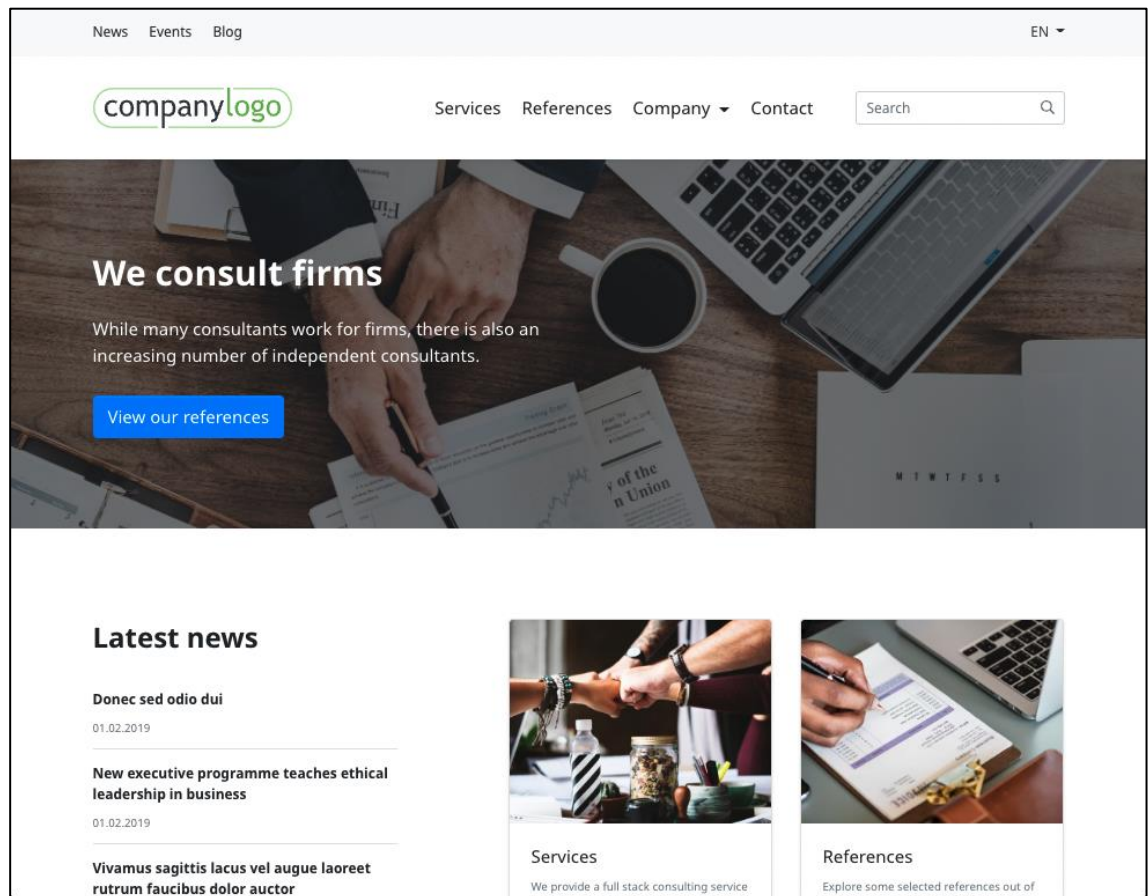 News Events Blog
EN
companylogo
Services References Company Contact
Search
We consult firms
While many consultants work for firms, there is also an
increasing number of independent consultants.
View our references
y of the
n Union
M T W T F S S
Latest news
Donec sed odio dui
01.02.2019
New executive programme teaches ethical
leadership in business
01.02.2019
Vivamus sagittis lacus vel augue laoreet
rutrum faucibus dolor auctor
Services
We provide a full stack consulting service
References
Explore some selected references out of